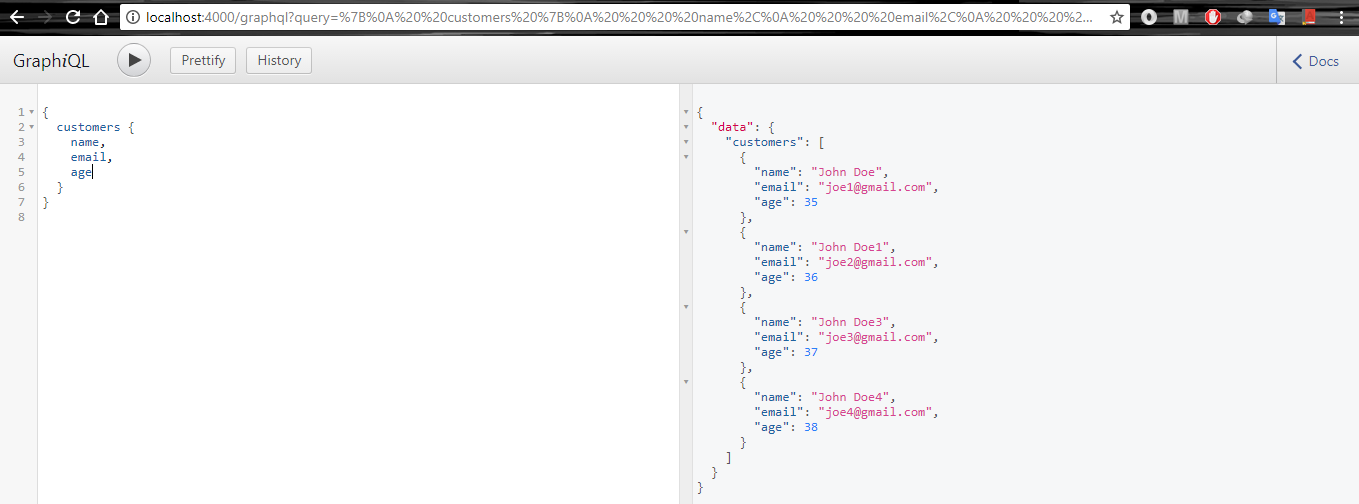 localhost:4000/graphql?query=%7B%0A%20%20customers%20%7B%0A%20%20%20%20name%2C%0A%20%20%20%20email%2C%0A%20%20%20%2...
GraphiQL
Prettify
History
Docs
1 {
2   customers {
3     name,
4     email,
5     age
6   }
7 }
8
{
  "data": {
    "customers": [
      {
        "name": "John Doe",
        "email": "joe1@gmail.com",
        "age": 35
      },
      {
        "name": "John Doe1",
        "email": "joe2@gmail.com",
        "age": 36
      },
      {
        "name": "John Doe3",
        "email": "joe3@gmail.com",
        "age": 37
      },
      {
        "name": "John Doe4",
        "email": "joe4@gmail.com",
        "age": 38
      }
    ]
  }
}